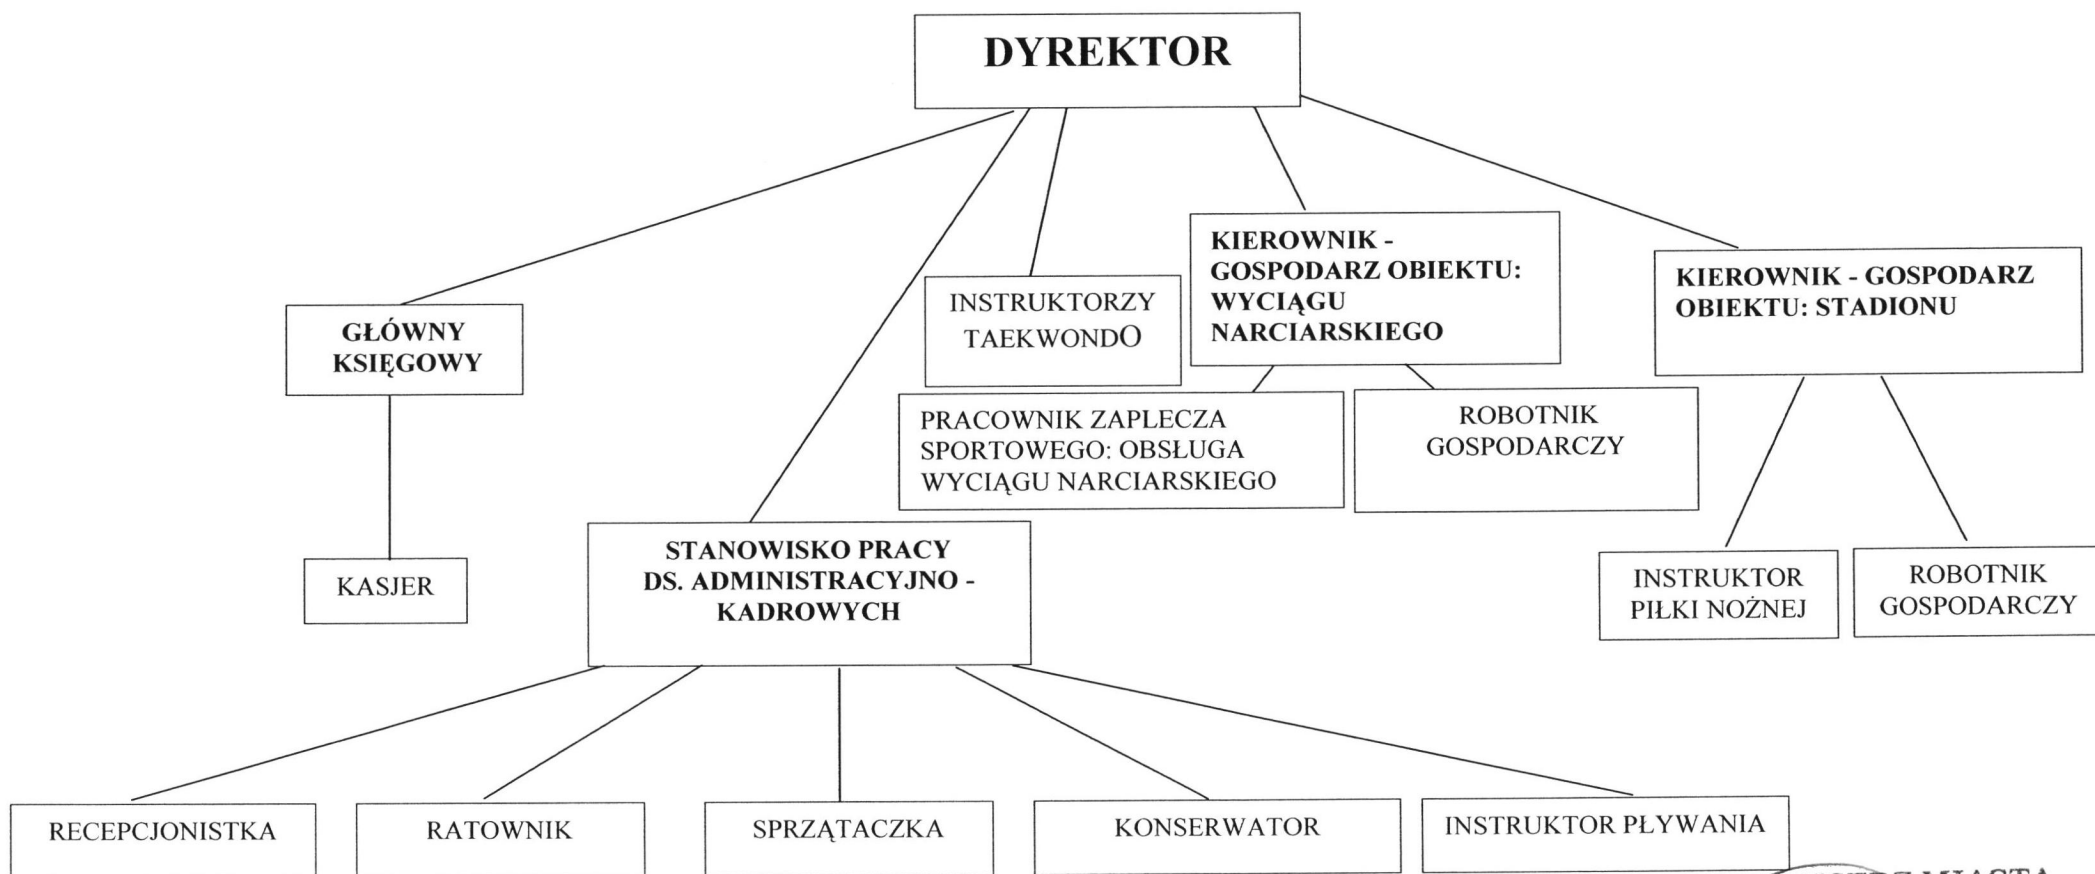 DYREKTOR
GŁÓWNY
KSIĘGOWY
KASJER
INSTRUKTORZY
TAEKWONDO
KIEROWNIK -
GOSPODARZ OBIEKTU:
WYCIĄGU
NARCIARSKIEGO
KIEROWNIK - GOSPODARZ
OBIEKTU: STADIONU
PRACOWNIK ZAPLECZA
SPORTOWEGO: OBSŁUGA
WYCIĄGU NARCIARSKIEGO
ROBOTNIK
GOSPODARCZY
INSTRUKTOR
PIŁKI NOŻNEJ
ROBOTNIK
GOSPODARCZY
STANOWISKO PRACY
DS. ADMINISTRACYJNO -
KADROWYCH
RECEPCJONISTKA
RATOWNIK
SPRZĄTACZKA
KONSERWATOR
INSTRUKTOR PŁYWANIA
MIASTA